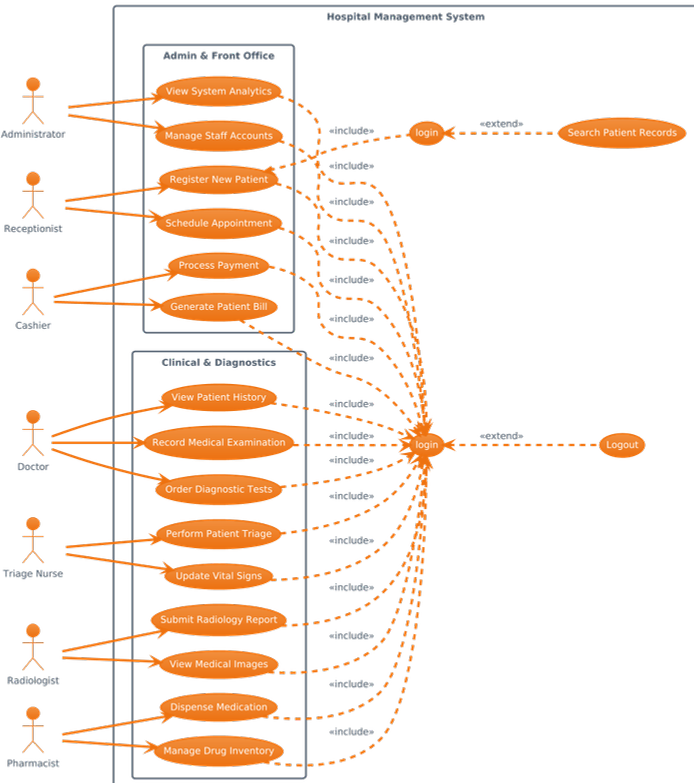 Hospital Management System
Admin & Front Office
View System Analytics
Administrator
Manage Staff Accounts
«include»
login
«extend»
Search Patient Records
«include»
Register New Patient
Receptionist
«include»
Schedule Appointment
«include»
Process Payment
«include»
Generate Patient Bill
Cashier
«include»
«include»
Clinical & Diagnostics
View Patient History
«include»
Doctor
Record Medical Examination
«include»
login
«extend»
Logout
«include»
Order Diagnostic Tests
«include»
Perform Patient Triage
«include»
Triage Nurse
Update Vital Signs
«include»
Submit Radiology Report
«include»
Radiologist
View Medical Images
«include»
Dispense Medication
Pharmacist
Manage Drug Inventory